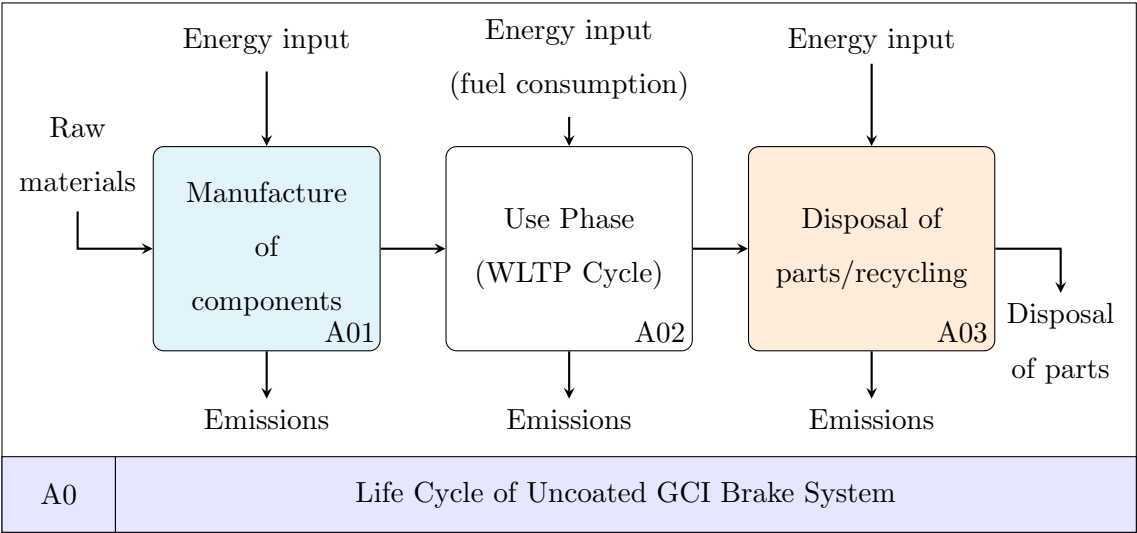 Energy input
Energy input
(fuel consumption)
Energy input
Raw
materials
Manufacture
of
components
A01
Use Phase
(WLTP Cycle)
A02
Disposal of
parts/recycling
A03
Disposal
of parts
Emissions
Emissions
Emissions
A0
Life Cycle of Uncoated GCI Brake System